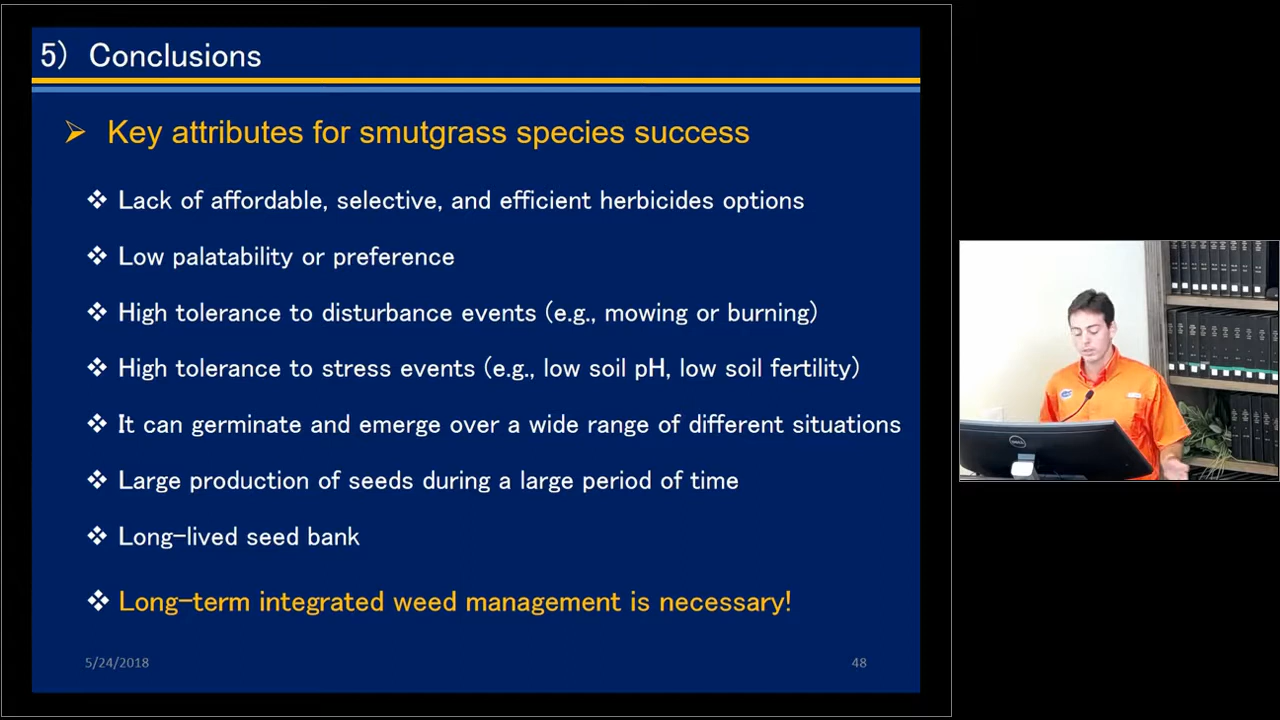 5) Conclusions
➢ Key attributes for smutgrass species success
❖ Lack of affordable, selective, and efficient herbicides options
❖ Low palatability or preference
❖ High tolerance to disturbance events (e.g., mowing or burning)
❖ High tolerance to stress events (e.g., low soil pH, low soil fertility)
❖ It can germinate and emerge over a wide range of different situations
❖ Large production of seeds during a large period of time
❖ Long-lived seed bank
❖ Long-term integrated weed management is necessary!
5/24/2018
48
DELL